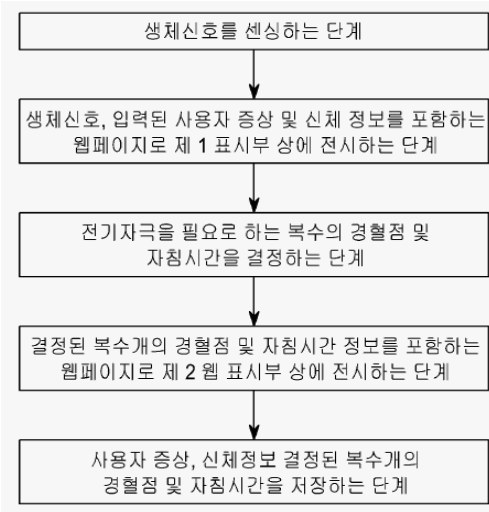 생체신호를 센싱하는 단계
생체신호, 입력된 사용자 증상 및 신체 정보를 포함하는
웹페이지로 제 1 표시부 상에 전시하는 단계
전기자극을 필요로 하는 복수의 경혈점 및
자침시간을 결정하는 단계
결정된 복수개의 경혈점 및 자침시간 정보를 포함하는
웹페이지로 제 2 웹 표시부 상에 전시하는 단계
사용자 증상, 신체정보 결정된 복수개의
경혈점 및 자침시간을 저장하는 단계